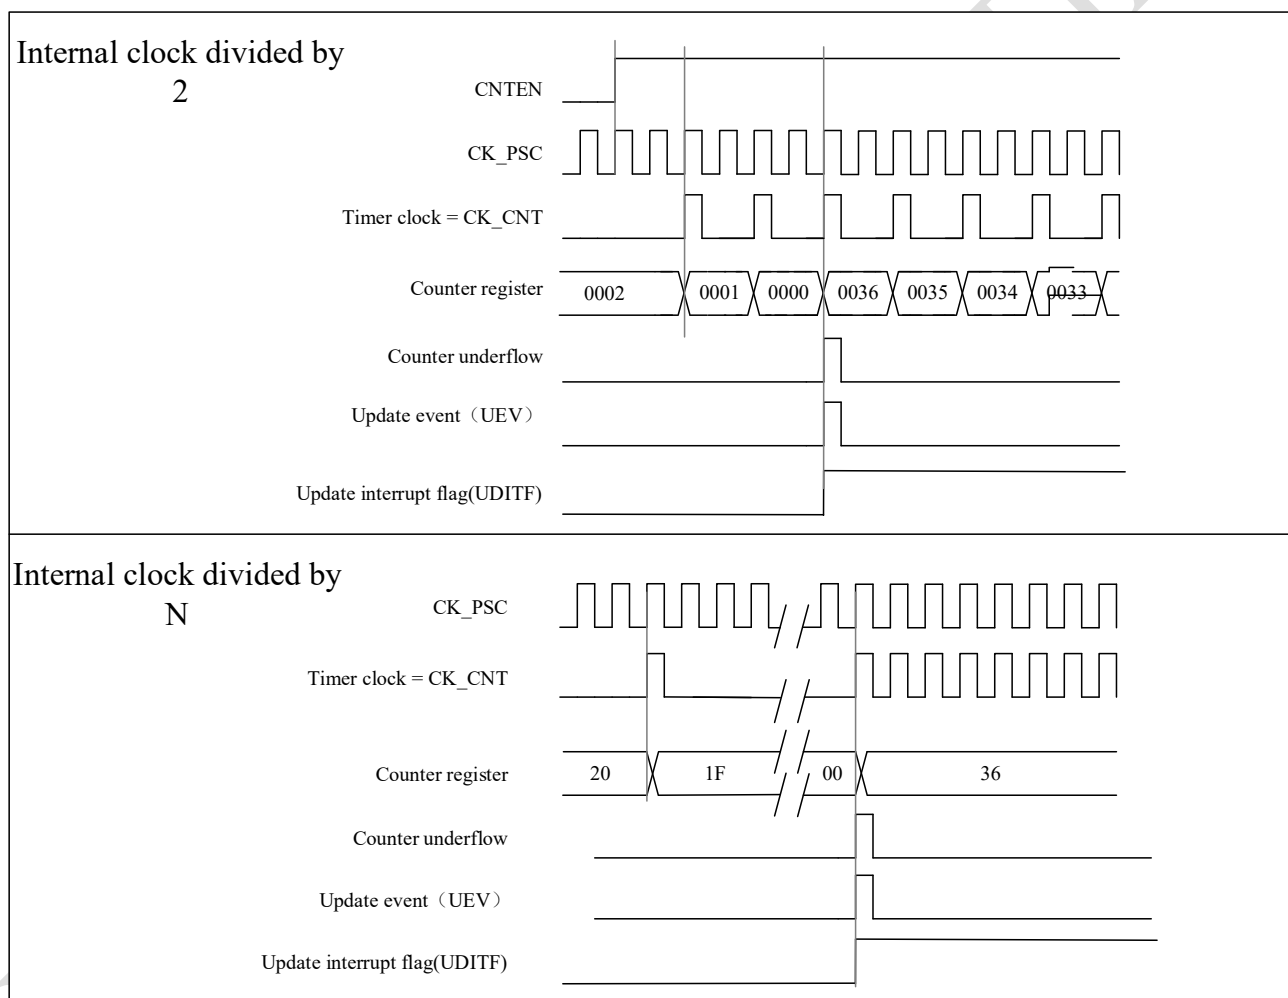 Internal clock divided by
2
CNTEN
CK_PSC
Timer clock = CK_CNT
Counter register 0002 0001 0000 0036 0035 0034 0033
Counter underflow
Update event（UEV）
Update interrupt flag(UDITF)
Internal clock divided by
N
CK_PSC
Timer clock = CK_CNT
Counter register 20 1F 00 36
Counter underflow
Update event（UEV）
Update interrupt flag(UDITF)